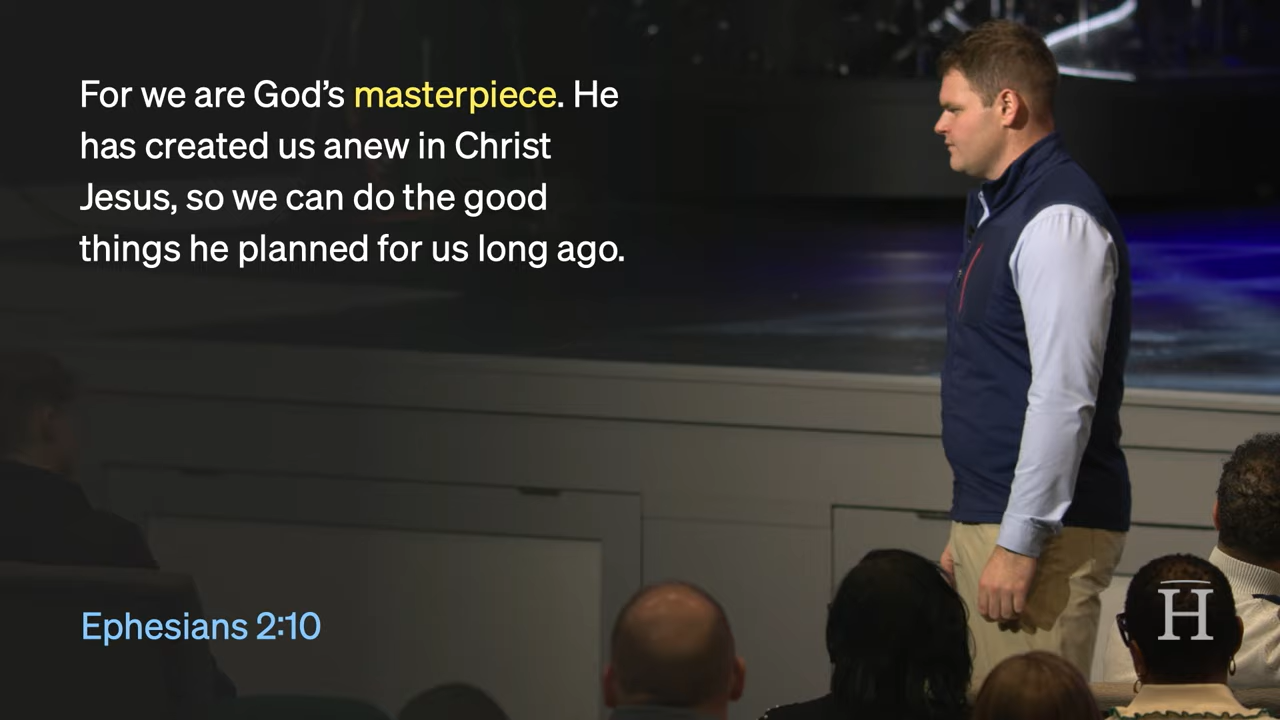 For we are God’s masterpiece. He
has created us anew in Christ
Jesus, so we can do the good
things he planned for us long ago.
Ephesians 2:10
H